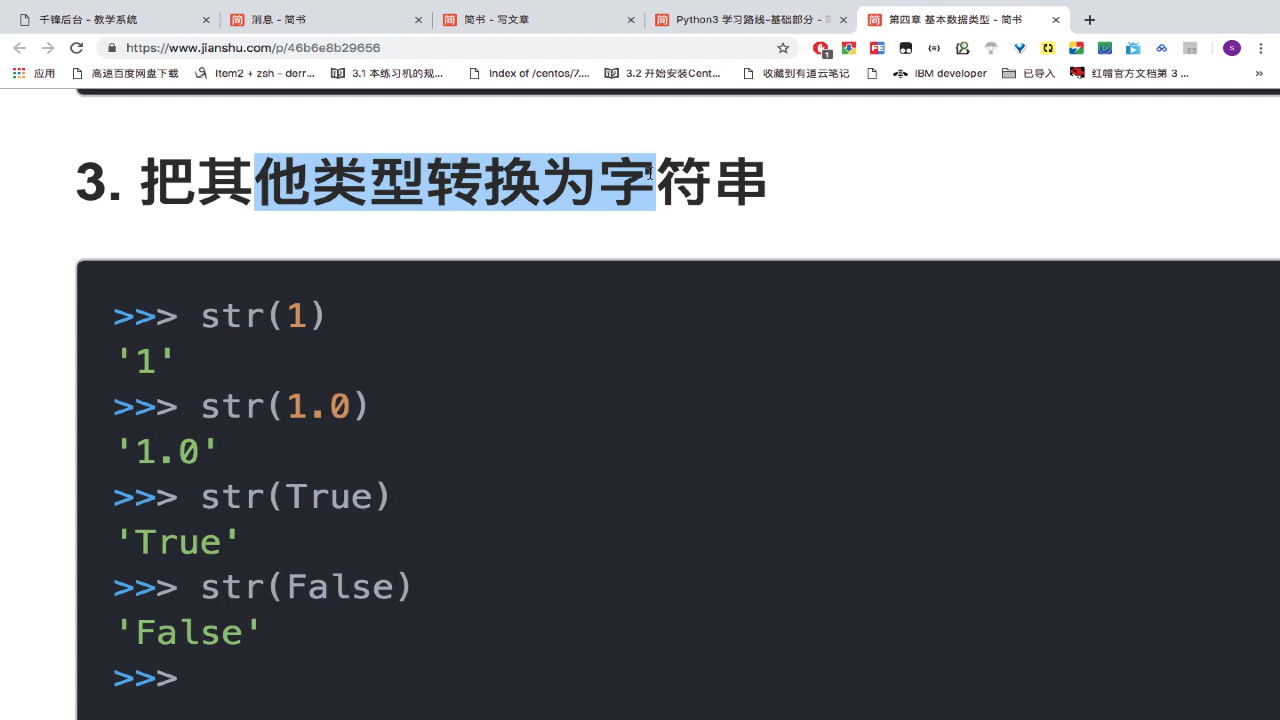 千锋后台 - 教学系统
消息 - 简书
简书 - 写文章
Python3 学习路线-基础部分 -
第四章 基本数据类型 - 简书
https://www.jianshu.com/p/46b6e8b29656
应用
高速百度网盘下载
Item2 + zsh - derr...
3.1 本练习机的规...
Index of /centos/7....
3.2 开始安装Cent...
收藏到有道云笔记
IBM developer
已导入
红帽官方文档第 3 ...
»
3. 把其他类型转换为字符串
>>> str(1)
'1'
>>> str(1.0)
'1.0'
>>> str(True)
'True'
>>> str(False)
'False'
>>>